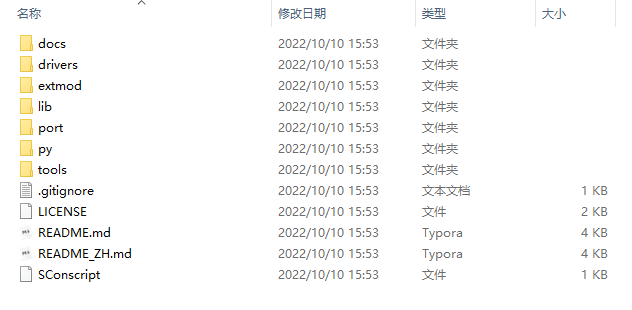 名称 修改日期 类型 大小
docs 2022/10/10 15:53 文件夹
drivers 2022/10/10 15:53 文件夹
extmod 2022/10/10 15:53 文件夹
lib 2022/10/10 15:53 文件夹
port 2022/10/10 15:53 文件夹
py 2022/10/10 15:53 文件夹
tools 2022/10/10 15:53 文件夹
.gitignore 2022/10/10 15:53 文本文档 1 KB
LICENSE 2022/10/10 15:53 文件 2 KB
README.md 2022/10/10 15:53 Typora 4 KB
README_ZH.md 2022/10/10 15:53 Typora 4 KB
SConscript 2022/10/10 15:53 文件 1 KB